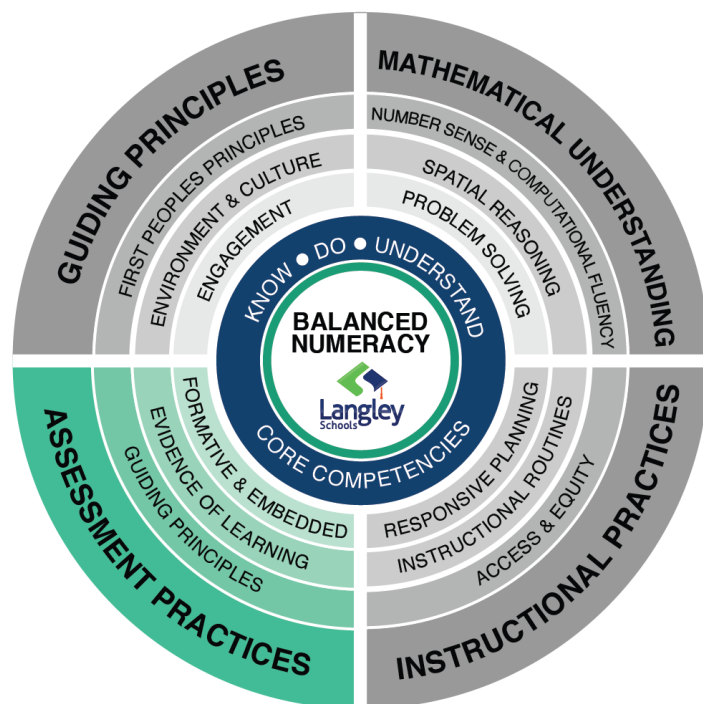 GUIDING PRINCIPLES
FIRST PEOPLES PRINCIPLES
ENVIRONMENT & CULTURE
ENGAGEMENT
MATHEMATICAL UNDERSTANDING
NUMBER SENSE & COMPUTATIONAL FLUENCY
SPATIAL REASONING
PROBLEM SOLVING
KNOW • DO • UNDERSTAND
BALANCED
NUMERACY
Langley
Schools
CORE COMPETENCIES
ASSESSMENT PRACTICES
GUIDING PRINCIPLES
EVIDENCE OF LEARNING
FORMATIVE & EMBEDDED
INSTRUCTIONAL PRACTICES
ACCESS & EQUITY
INSTRUCTIONAL ROUTINES
RESPONSIVE PLANNING